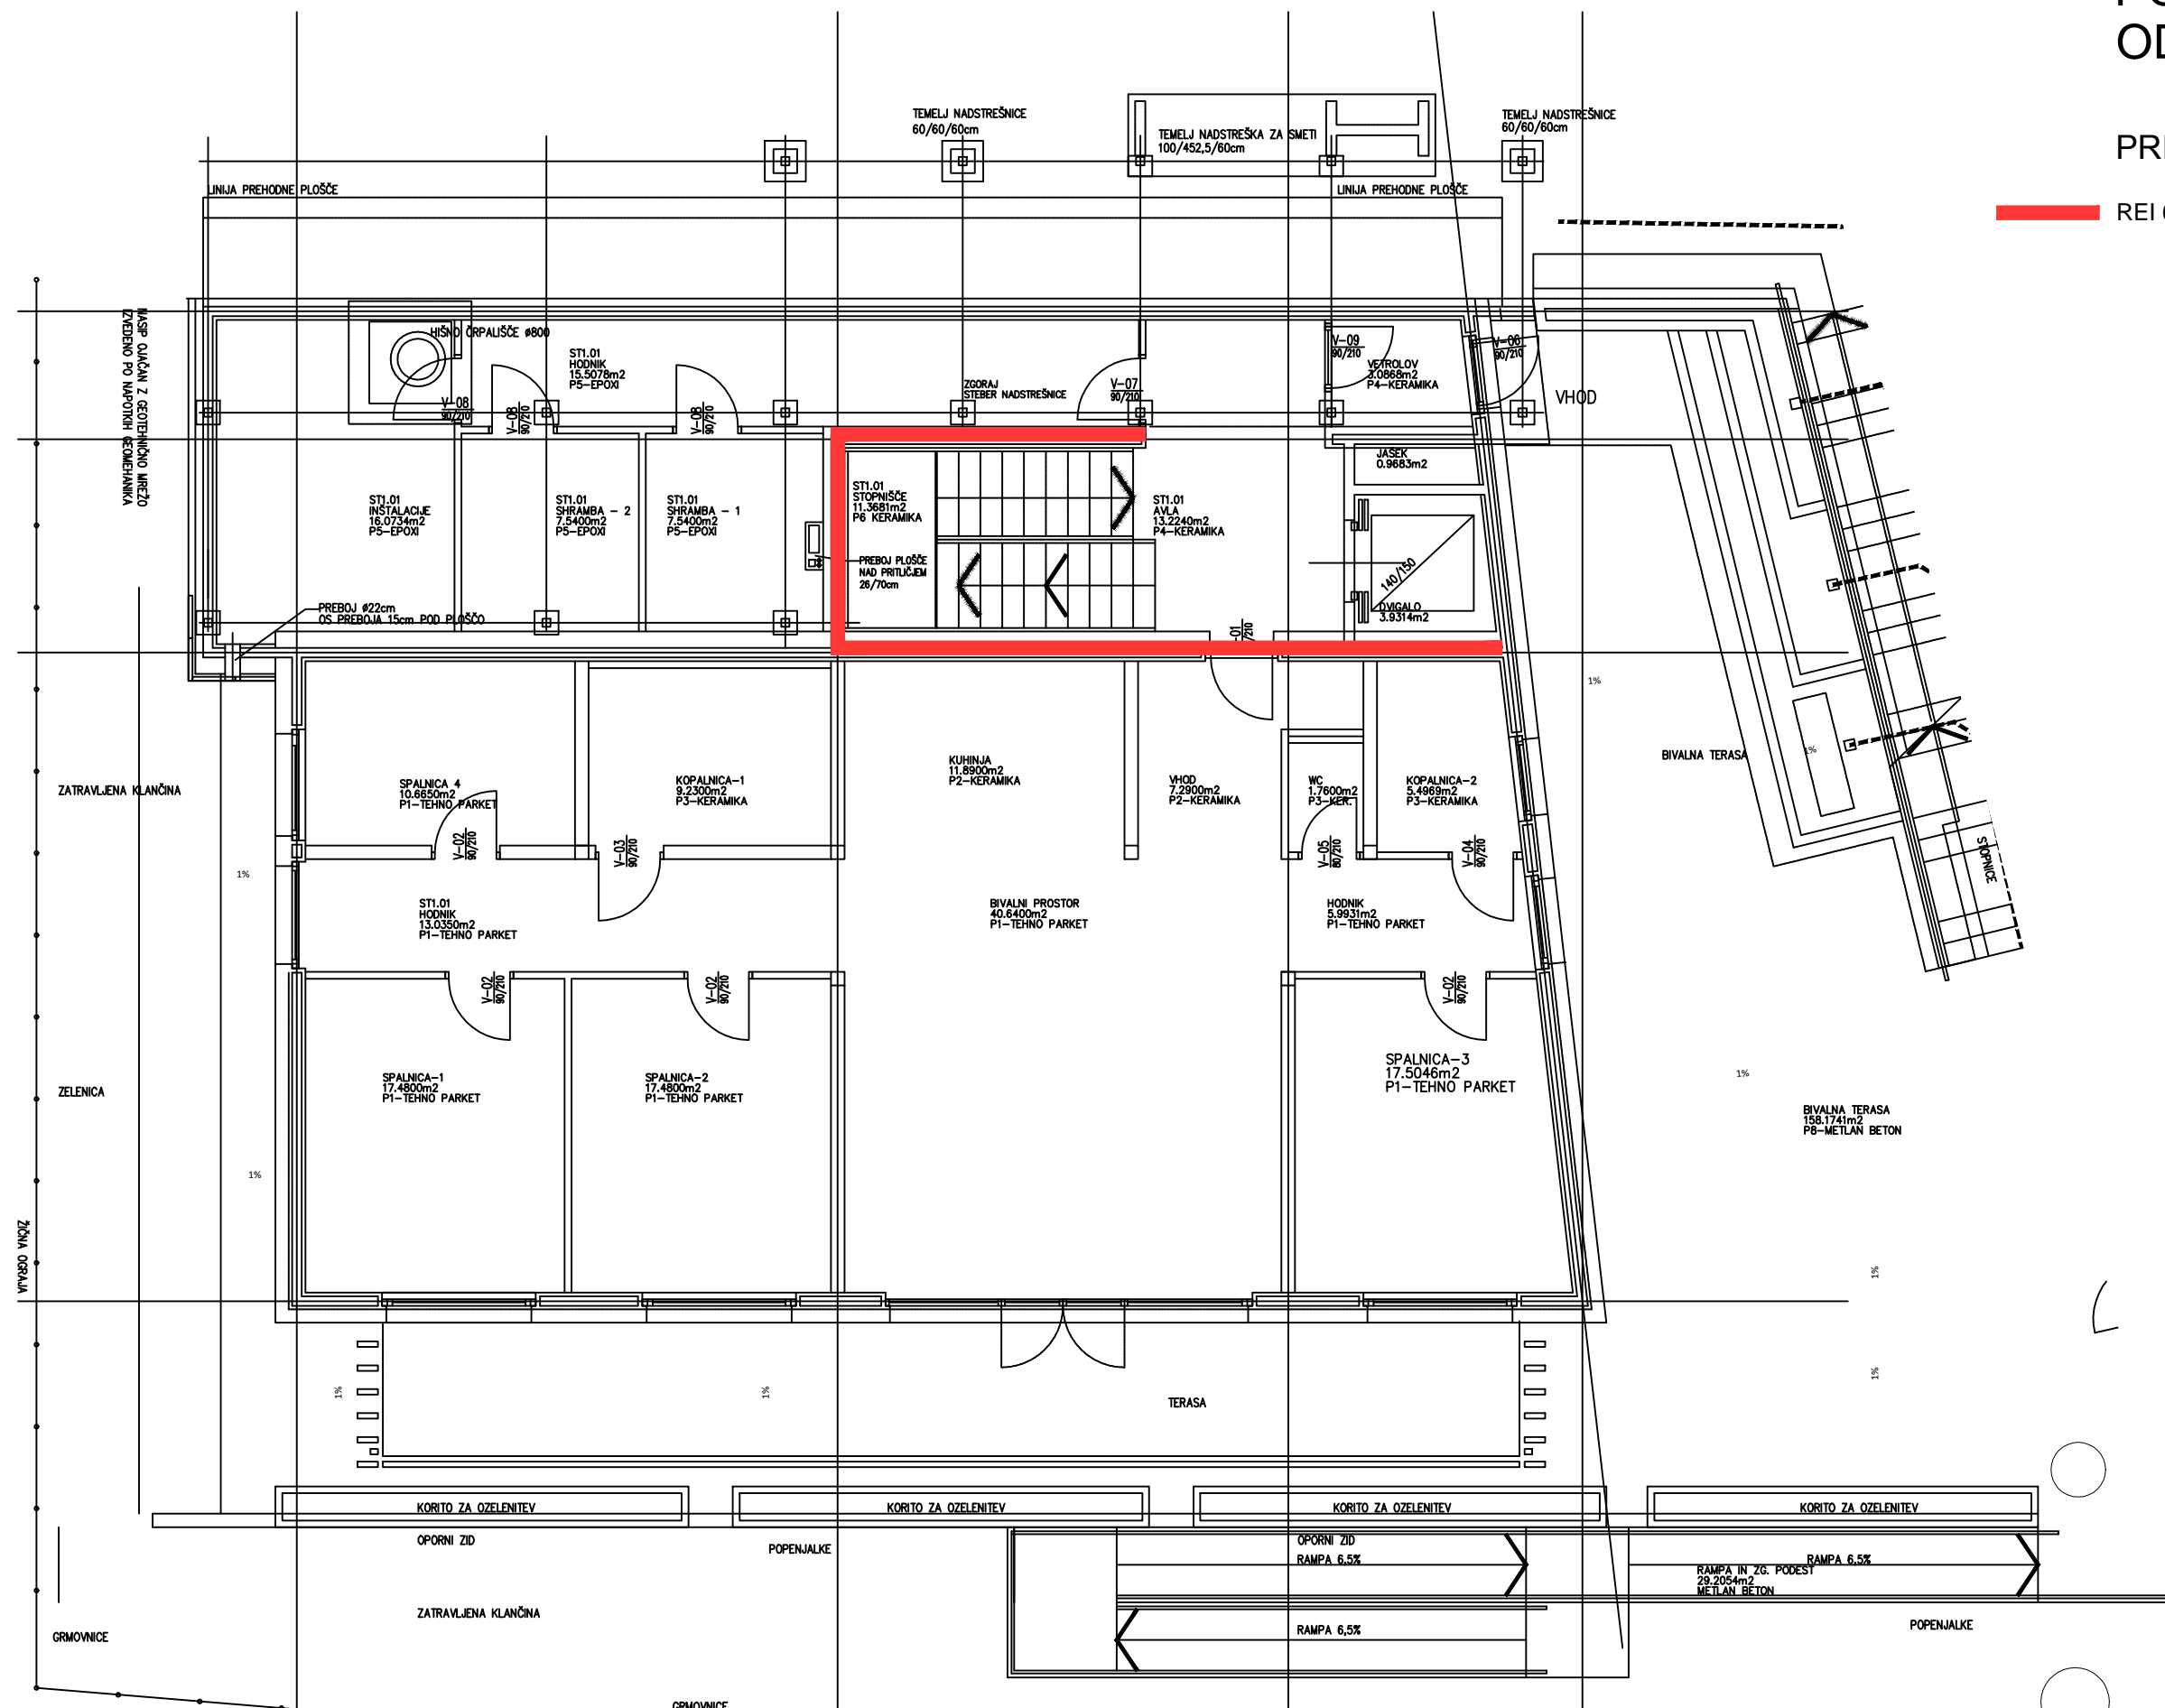 OD
PRI
REI
TEMELJ NADSTREŠNICE
60/60/60cm
TEMELJ NADSTREŠKA ZA SMETI
100/452,5/60cm
TEMELJ NADSTREŠNICE
60/60/60cm
LINIJA PREHODNE PLOŠČE
LINIJA PREHODNE PLOŠČE
NASIP OJAČAN Z GEOTEHNIČNO MREŽO
IZVEDENO PO NAPOTKIH GEOMEHANIKA
HIŠNO ČRPALIŠČE ø800
ST1.01
HODNIK
15.5078m2
P5-EPOXI
V-08
90/210
V-08
90/210
V-08
90/210
ZGORAJ
STEBER NADSTREŠNICE
V-07
90/210
V-09
90/210
VETROLOV
3.0868m2
P4-KERAMIKA
V-06
90/210
VHOD
JAŠEK
0.9683m2
ST1.01
INŠTALACIJE
16.0734m2
P5-EPOXI
ST1.01
SHRAMBA - 2
7.5400m2
P5-EPOXI
ST1.01
SHRAMBA - 1
7.5400m2
P5-EPOXI
ST1.01
STOPNIŠČE
11.3681m2
P6 KERAMIKA
ST1.01
AVLA
13.2240m2
P4-KERAMIKA
PREBOJ PLOŠČE
NAD PRITLIČJEM
26/70cm
140/150
DVIGALO
3.9314m2
PREBOJ ø22cm
OS PREBOJA 15cm POD PLOŠČO
-01
/210
1%
ZATRAVLJENA KLANČINA
SPALNICA 4
10.6650m2
P1-TEHNO PARKET
KOPALNICA-1
9.2300m2
P3-KERAMIKA
KUHINJA
11.8900m2
P2-KERAMIKA
VHOD
7.2900m2
P2-KERAMIKA
WC
1.7600m2
P3-KER.
KOPALNICA-2
5.4969m2
P3-KERAMIKA
BIVALNA TERASA
1%
STOPNICE
V-02
90/210
V-03
90/210
V-05
80/210
V-04
90/210
1%
ST1.01
HODNIK
13.0350m2
P1-TEHNO PARKET
BIVALNI PROSTOR
40.6400m2
P1-TEHNO PARKET
HODNIK
5.9931m2
P1-TEHNO PARKET
V-02
90/210
V-02
90/210
V-02
90/210
ZELENICA
SPALNICA-1
17.4800m2
P1-TEHNO PARKET
SPALNICA-2
17.4800m2
P1-TEHNO PARKET
SPALNICA-3
17.5046m2
P1-TEHNO PARKET
1%
BIVALNA TERASA
158.1741m2
P8-METLAN BETON
1%
ŽIČNA OGRAJA
1%
1%
1%
1%
TERASA
KORITO ZA OZELENITEV
KORITO ZA OZELENITEV
KORITO ZA OZELENITEV
KORITO ZA OZELENITEV
OPORNI ZID
POPENJALKE
OPORNI ZID
RAMPA 6,5%
RAMPA 6,5%
RAMPA IN ZG. PODEST
29.2054m2
METLAN BETON
ZATRAVLJENA KLANČINA
RAMPA 6,5%
POPENJALKE
GRMOVNICE
GRMOVNICE